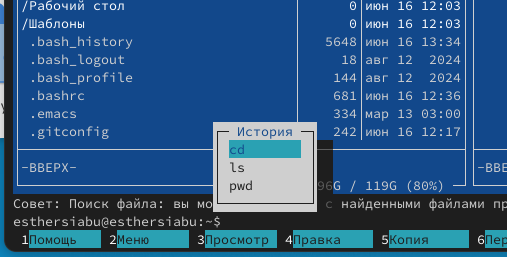 /Рабочий стол 0 июн 16 12:03
/Шаблоны 0 июн 16 12:03
.bash_history 5648 июн 16 13:34
.bash_logout 18 авг 12 2024
.bash_profile 144 авг 12 2024
.bashrc 681 июн 16 12:36
.emacs 334 мар 13 03:00
.gitconfig 242 июн 16 12:17
История
cd
-ВВЕРХ-
ls
-ВВЕ
pwd
96G / 119G (80%)
Совет: Поиск файла: вы мо с найденными файлами пр
esthersiabu@esthersiabu:~$
1Помощь 2Меню 3Просмотр 4Правка 5Копия 6Пер